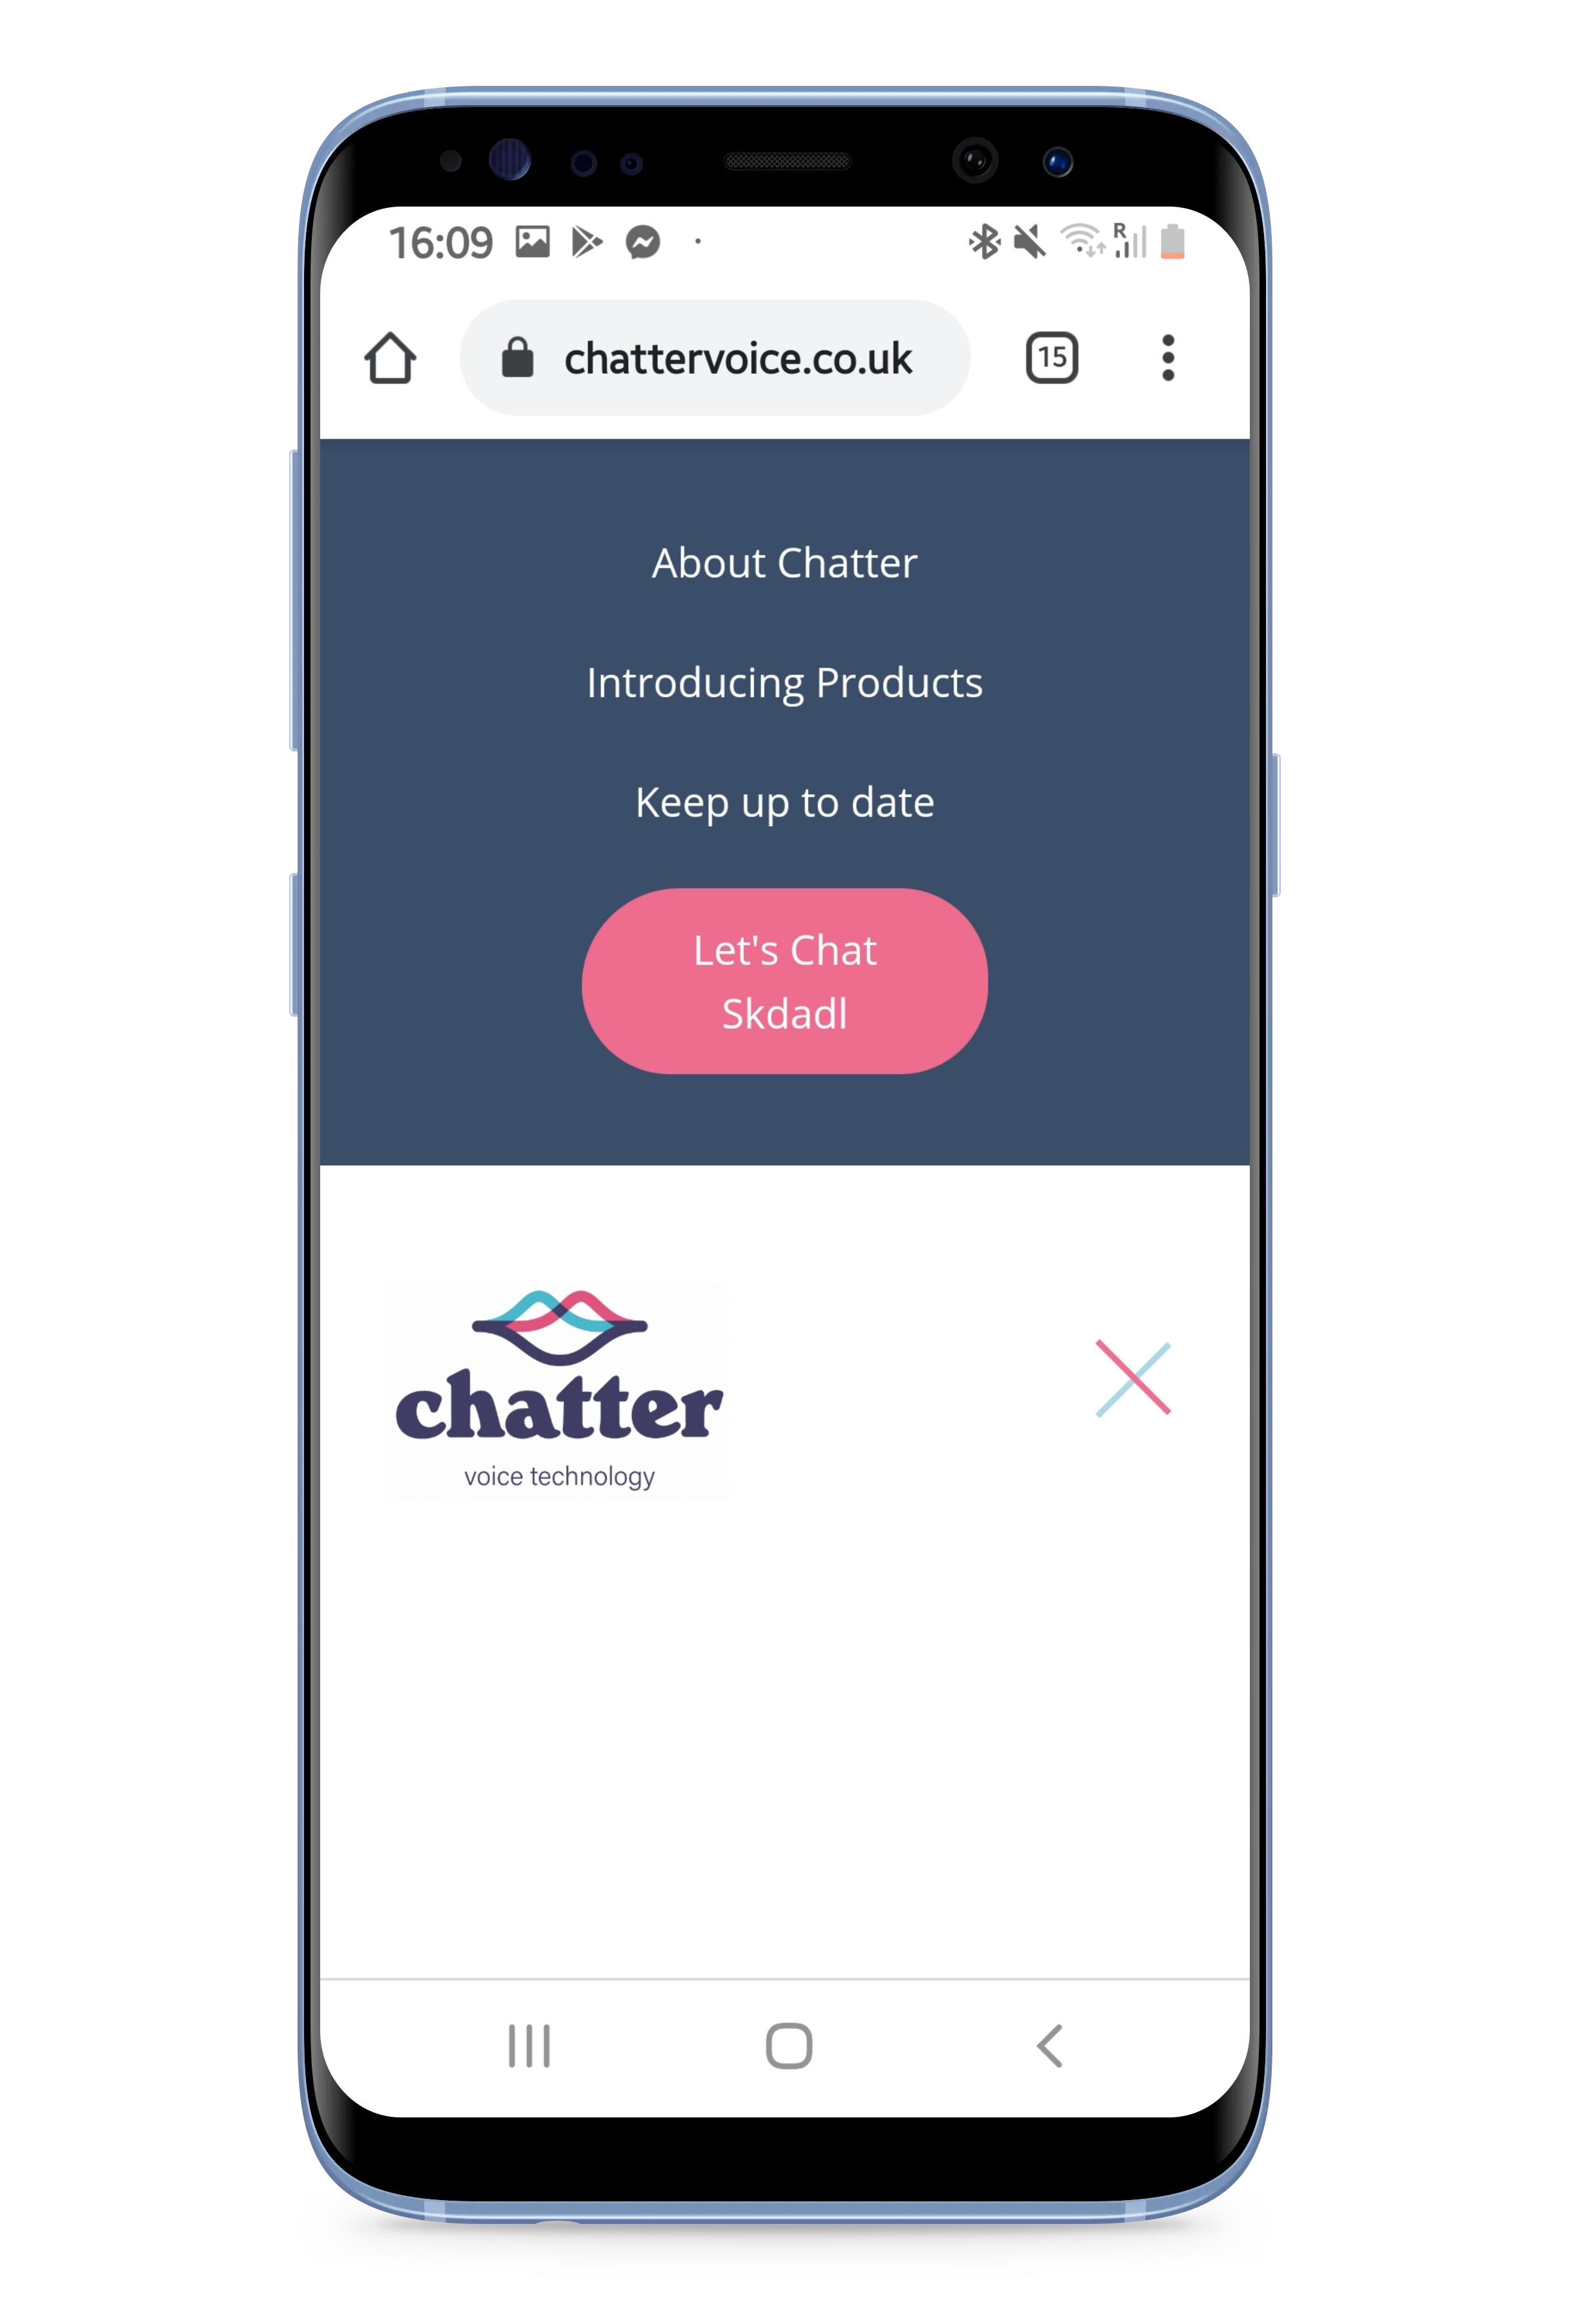 16:09
R
chattervoice.co.uk
15
About Chatter
Introducing Products
Keep up to date
Let's Chat
Skdadl
chatter
voice technology